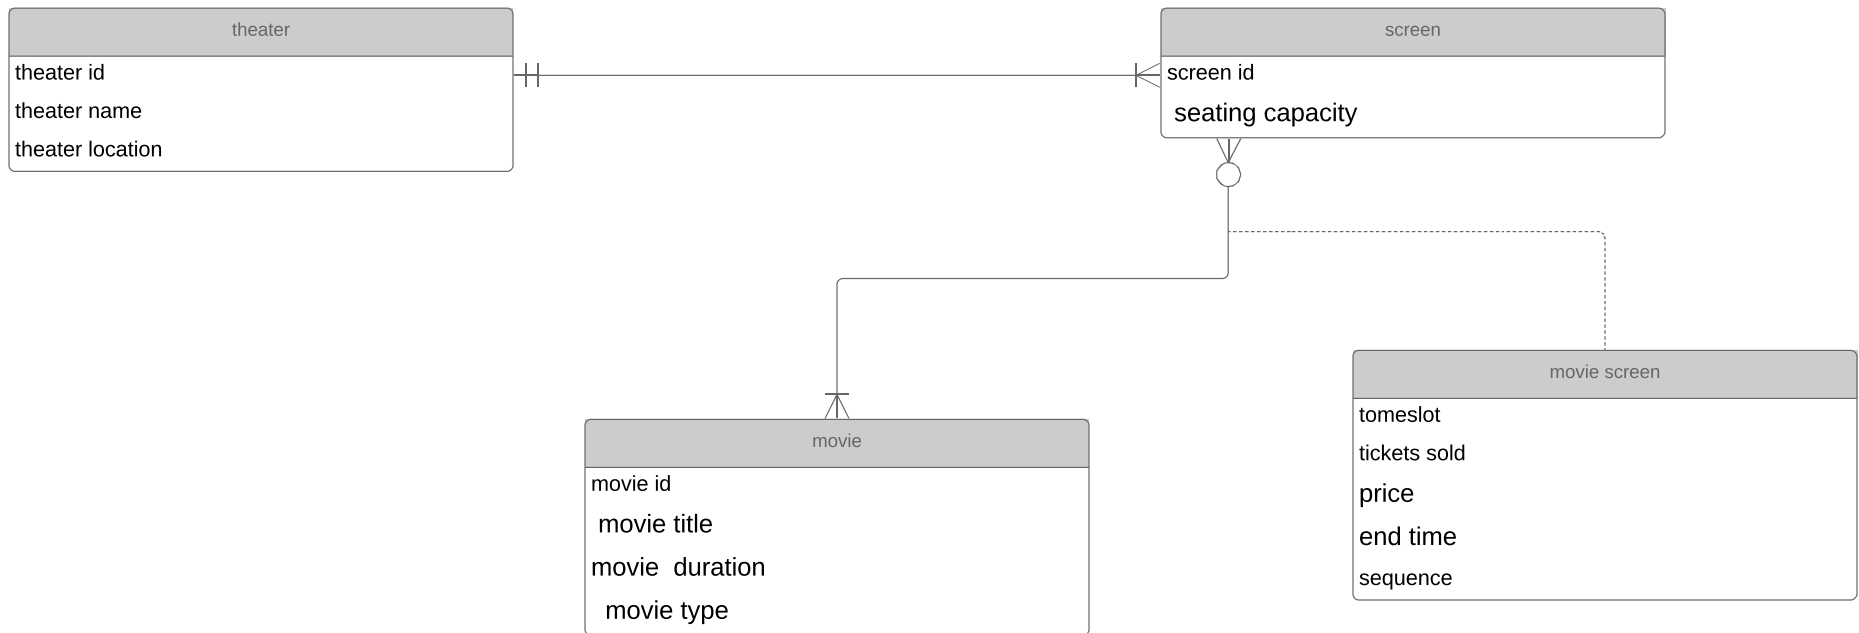 theater
theater id
theater name
theater location
screen
screen id
seating capacity
movie
movie id
movie title
movie  duration
movie type
movie screen
tomeslot
tickets sold
price
end time
sequence